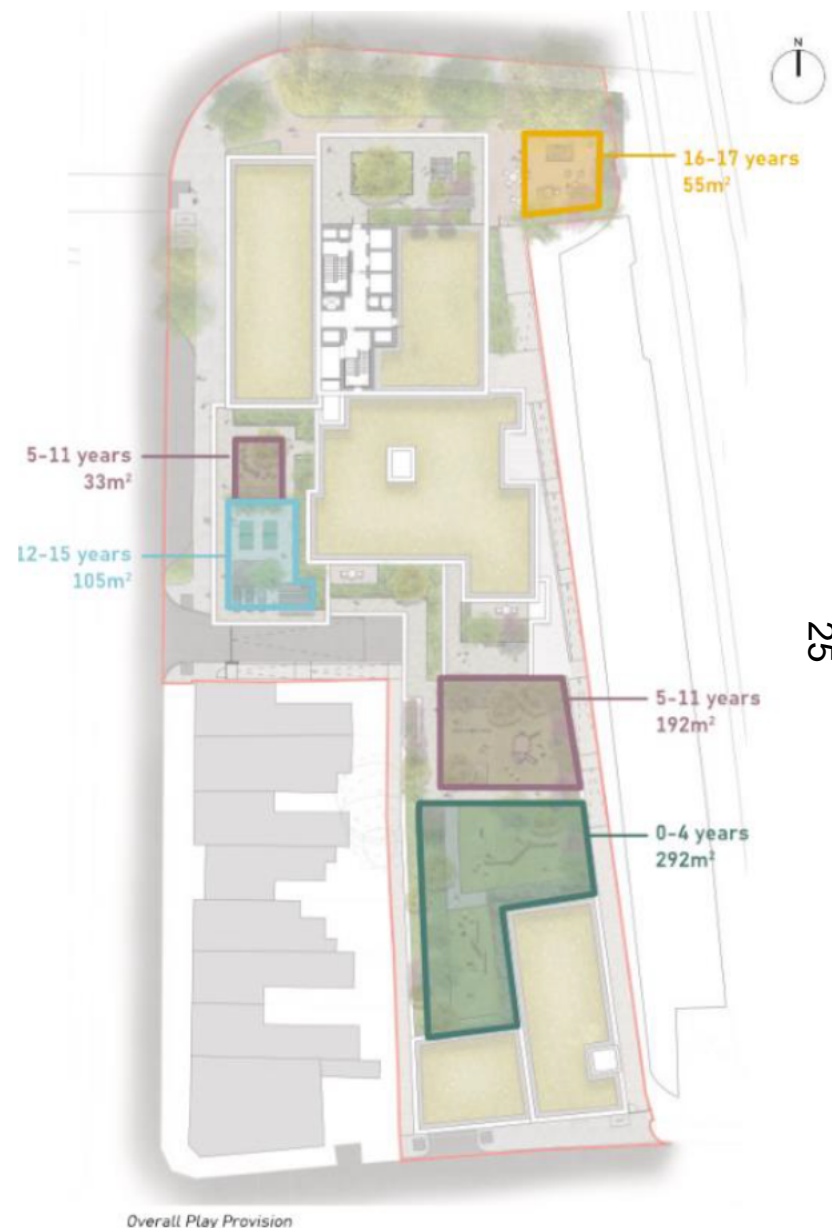 N
16-17 years
55m²
5-11 years
33m²
12-15 years
105m²
25
5-11 years
192m²
0-4 years
292m²
Overall Play Provision